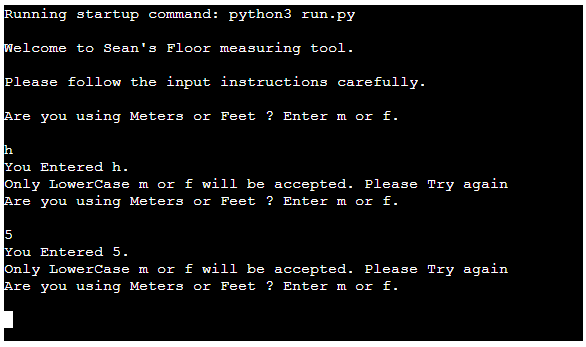 Running startup command: python3 run.py
Welcome to Sean's Floor measuring tool.
Please follow the input instructions carefully.
Are you using Meters or Feet ? Enter m or f.
h
You Entered h.
Only LowerCase m or f will be accepted. Please Try again
Are you using Meters or Feet ? Enter m or f.
5
You Entered 5.
Only LowerCase m or f will be accepted. Please Try again
Are you using Meters or Feet ? Enter m or f.